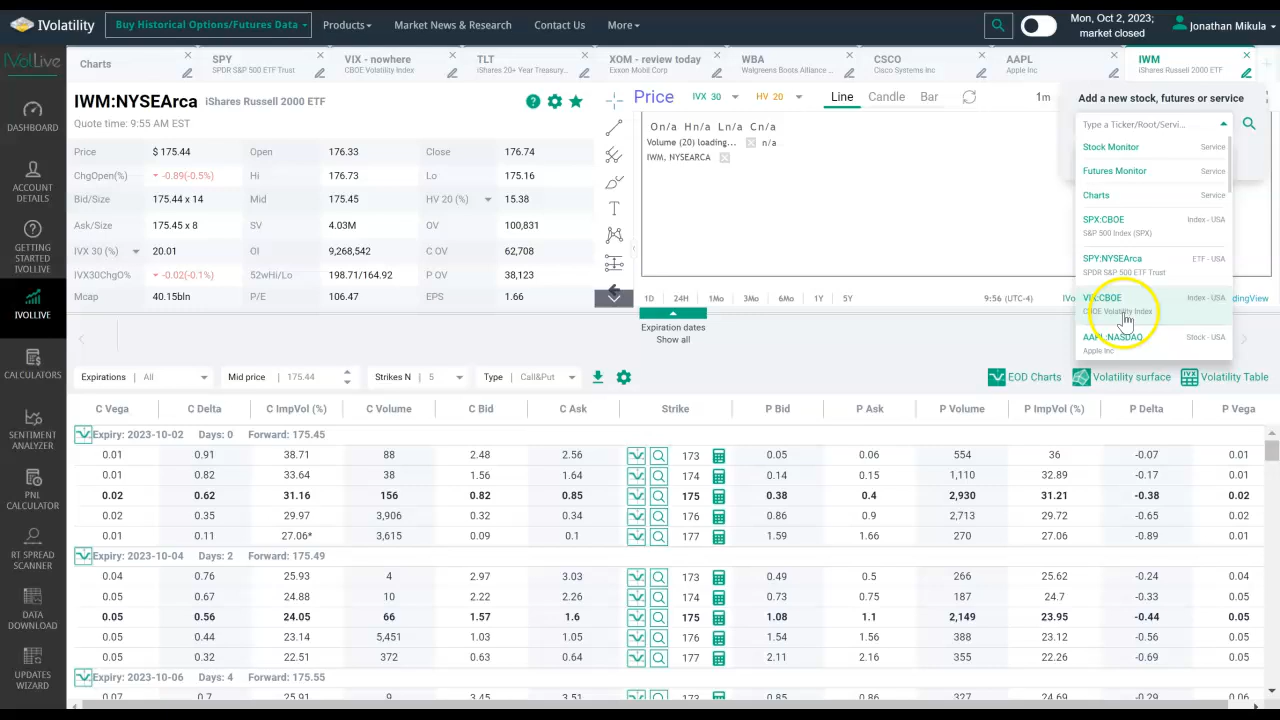 IVolatility
Buy Historical Options/Futures Data
Products
Market News & Research
Contact Us
More
Mon, Oct 2, 2023;
market closed
Jonathan Mikula
IVolLive
Charts
SPY
SPDR S&P 500 ETF Trust
VIX - nowhere
CBOE Volatility Index
TLT
iShares 20+ Year Treasury...
XOM - review today
Exxon Mobil Corp
WBA
Walgreens Boots Alliance ...
CSCO
Cisco Systems Inc
AAPL
Apple Inc
IWM
iShares Russell 2000 ETF
DASHBOARD
ACCOUNT
DETAILS
GETTING
STARTED
IVOLLIVE
IVOLLIVE
CALCULATORS
SENTIMENT
ANALYZER
PNL
CALCULATOR
RT SPREAD
SCANNER
DATA
DOWNLOAD
UPDATES
WIZARD
IWM:NYSEArca iShares Russell 2000 ETF
Quote time: 9:55 AM EST
Price $ 175.44 Open 176.33 Close 176.74
ChgOpen(%) -0.89(-0.5%) Hi 176.73 Lo 175.16
Bid/Size 175.44 x 14 Mid 175.45 HV 20 (%) 15.38
Ask/Size 175.45 x 8 SV 4.03M OV 100,831
IVX 30 (%) 20.01 OI 9,268,542 C OV 62,708
IVX30Chg% -0.02(-0.1%) 52wHi/Lo 198.71/164.92 P OV 38,123
Mcap 40.15bln P/E 106.47 EPS 1.66
Price IVX 30 HV 20 Line Candle Bar 1m
On/a Hn/a Ln/a Cn/a
Volume (20) loading... n/a
IWM, NYSEARCA
1D 24H 1Mo 3Mo 6Mo 1Y 5Y 9:56 (UTC-4)
Add a new stock, futures or service
Type a Ticker/Root/Servi...
Stock Monitor Service
Futures Monitor Service
Charts Service
SPX:CBOE Index - USA
S&P 500 Index (SPX)
SPY:NYSEArca ETF - USA
SPDR S&P 500 ETF Trust
VIX:CBOE Index - USA
CBOE Volatility Index
AAPL:NASDAQ Stock - USA
Apple Inc
Expiration dates
Show all
Expirations All Mid price 175.44 Strikes N 5 Type Call&Put
EOD Charts Volatility surface IVX Volatility Table
C Vega C Delta C ImpVol (%) C Volume C Bid C Ask Strike P Bid P Ask P Volume P ImpVol (%) P Delta P Vega
Expiry: 2023-10-02 Days: 0 Forward: 175.45
0.01 0.91 38.71 88 2.48 2.56 173 0.05 0.06 554 36 -0.07 0.01
0.01 0.82 33.64 38 1.56 1.64 174 0.14 0.15 1,110 32.89 -0.17 0.01
0.02 0.62 31.16 156 0.82 0.85 175 0.38 0.4 2,930 31.21 -0.38 0.02
0.02 0.35 29.97 3,906 0.32 0.34 176 0.86 0.9 2,713 29.72 -0.65 0.02
0.01 0.11 27.06* 3,615 0.09 0.1 177 1.59 1.66 270 27.06 -0.89 0.01
Expiry: 2023-10-04 Days: 2 Forward: 175.49
0.04 0.76 25.93 4 2.97 3.03 173 0.49 0.5 266 25.62 -0.24 0.04
0.05 0.67 24.88 10 2.22 2.26 174 0.73 0.75 187 24.7 -0.33 0.05
0.05 0.56 24.05 66 1.57 1.6 175 1.08 1.1 2,149 23.95 -0.44 0.05
0.05 0.44 23.14 5,451 1.03 1.05 176 1.54 1.56 388 23.12 -0.56 0.05
0.05 0.32 22.51 372 0.63 0.64 177 2.11 2.16 355 22.26 -0.69 0.05
Expiry: 2023-10-06 Days: 4 Forward: 175.55
0.07 0.7 25.91 9 3.45 3.51 173 0.85 0.86 327 24.69 -0.29 0.06